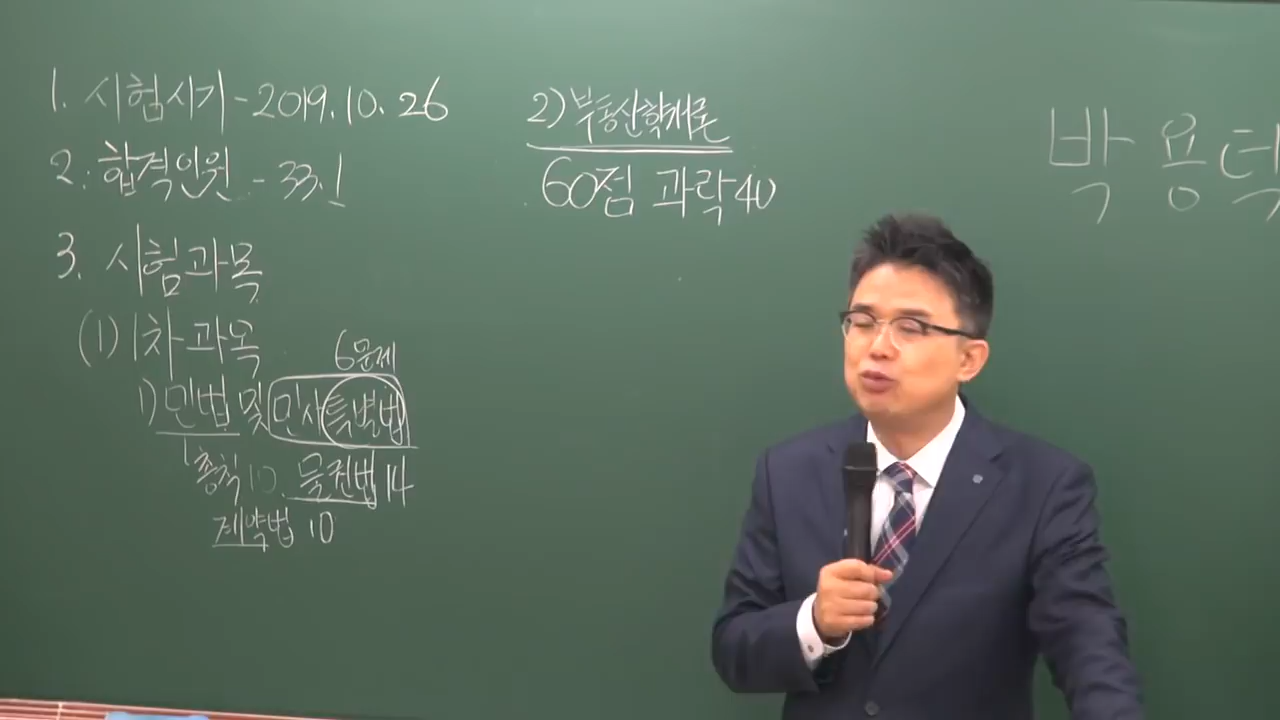 1. 시험시기 - 2019.10.26
2. 합격인원 - 33.1
3. 시험과목
(1) 1차과목
6문제
1) 민법 및 민사특별법
총칙 10. 물권법 14
계약법 10
2) 부동산학개론
60점 과락 40
박용